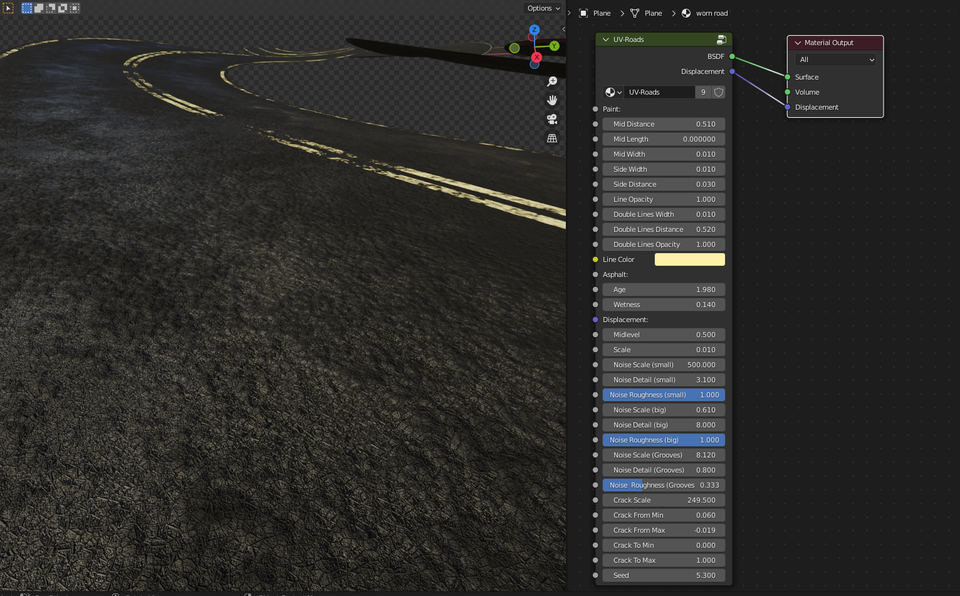 Options
Z
Y
X
Plane > Plane > worn road
UV-Roads
BSDF
Displacement
UV-Roads 9
Paint:
Mid Distance 0.510
Mid Length 0.000000
Mid Width 0.010
Side Width 0.010
Side Distance 0.030
Line Opacity 1.000
Double Lines Width 0.010
Double Lines Distance 0.520
Double Lines Opacity 1.000
Line Color
Asphalt:
Age 1.980
Wetness 0.140
Displacement:
Midlevel 0.500
Scale 0.010
Noise Scale (small) 500.000
Noise Detail (small) 3.100
Noise Roughness (small) 1.000
Noise Scale (big) 0.610
Noise Detail (big) 8.000
Noise Roughness (big) 1.000
Noise Scale (Grooves) 8.120
Noise Detail (Grooves) 0.800
Noise Roughness (Grooves 0.333
Crack Scale 249.500
Crack From Min 0.060
Crack From Max -0.019
Crack To Min 0.000
Crack To Max 1.000
Seed 5.300
Material Output
All
Surface
Volume
Displacement